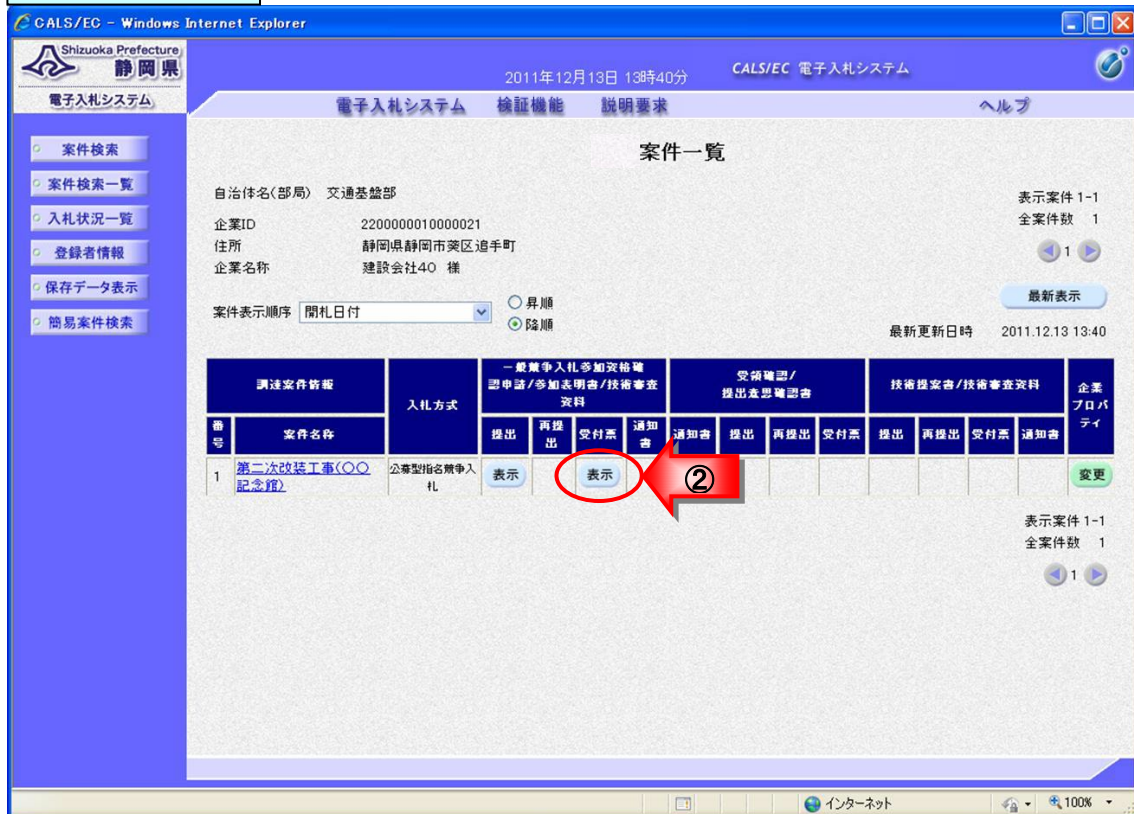 CALS/EC - Windows Internet Explorer
Shizuoka Prefecture
静岡県
電子入札システム
2011年12月13日 13時40分
CALS/EC 電子入札システム
電子入札システム 検証機能 説明要求 ヘルプ
案件検索
案件検索一覧
入札状況一覧
登録者情報
保存データ表示
簡易案件検索
案件一覧
自治体名(部局) 交通基盤部
企業ID 2200000010000021
住所 静岡県静岡市葵区追手町
企業名称 建設会社40 様
表示案件 1-1
全案件数 1
1
案件表示順序 開札日付
昇順
降順
最新表示
最新更新日時 2011.12.13 13:40
調達案件情報
入札方式
一般競争入札参加資格確
認申請/参加表明書/技術審査
資料
受領確認/
提出意思確認書
技術提案書/技術審査資料
企業
プロパ
ティ
番号 案件名称 提出 再提出 受付票 通知書 通知書 提出 再提出 受付票 提出 再提出 受付票 通知書
1 第二次改装工事(○○
記念館)
公募型指名競争入
札
表示 表示 ② 変更
表示案件 1-1
全案件数 1
1
インターネット 100%